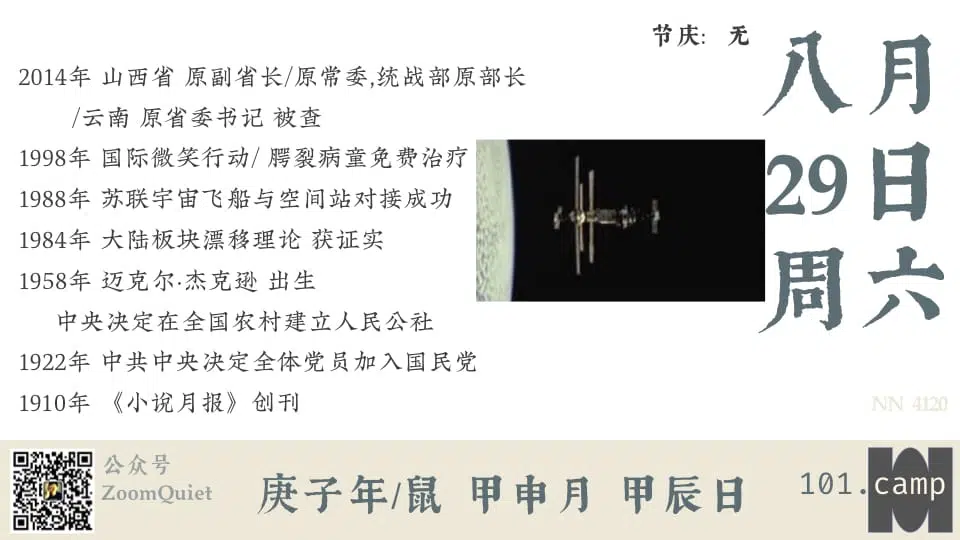 节庆: 无
八月
29日
周六
2014年 山西省 原副省长/原常委,统战部原部长
/云南 原省委书记 被查
1998年 国际微笑行动/ 腭裂病童免费治疗
1988年 苏联宇宙飞船与空间站对接成功
1984年 大陆板块漂移理论 获证实
1958年 迈克尔·杰克逊 出生
中央决定在全国农村建立人民公社
1922年 中共中央决定全体党员加入国民党
1910年 《小说月报》创刊
NN 4120
公众号
ZoomQuiet
庚子年/鼠 甲申月 甲辰日
101.camp